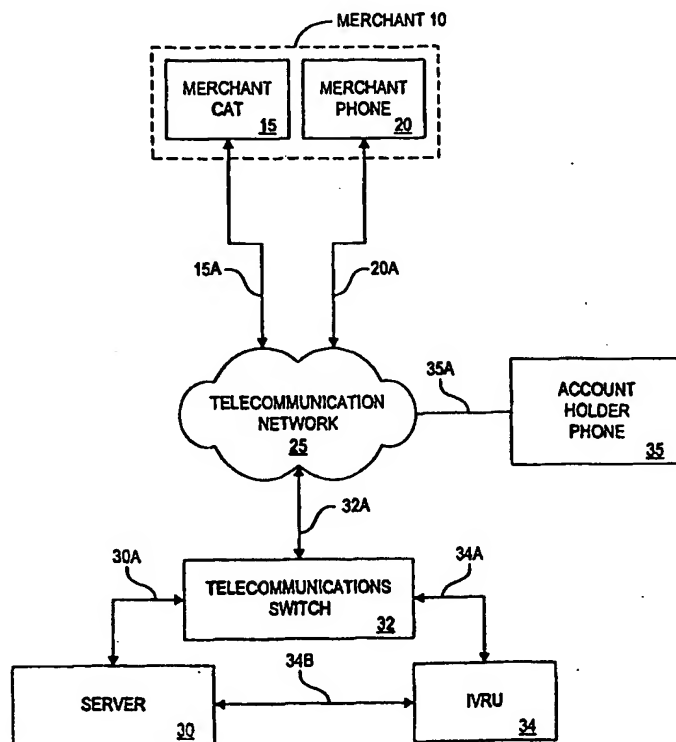 MERCHANT 10
MERCHANT
CAT
15
MERCHANT
PHONE
20
15A
20A
TELECOMMUNICATION
NETWORK
25
35A
ACCOUNT
HOLDER
PHONE
35
32A
30A
34A
TELECOMMUNICATIONS
SWITCH
32
34B
SERVER
30
IVRU
34